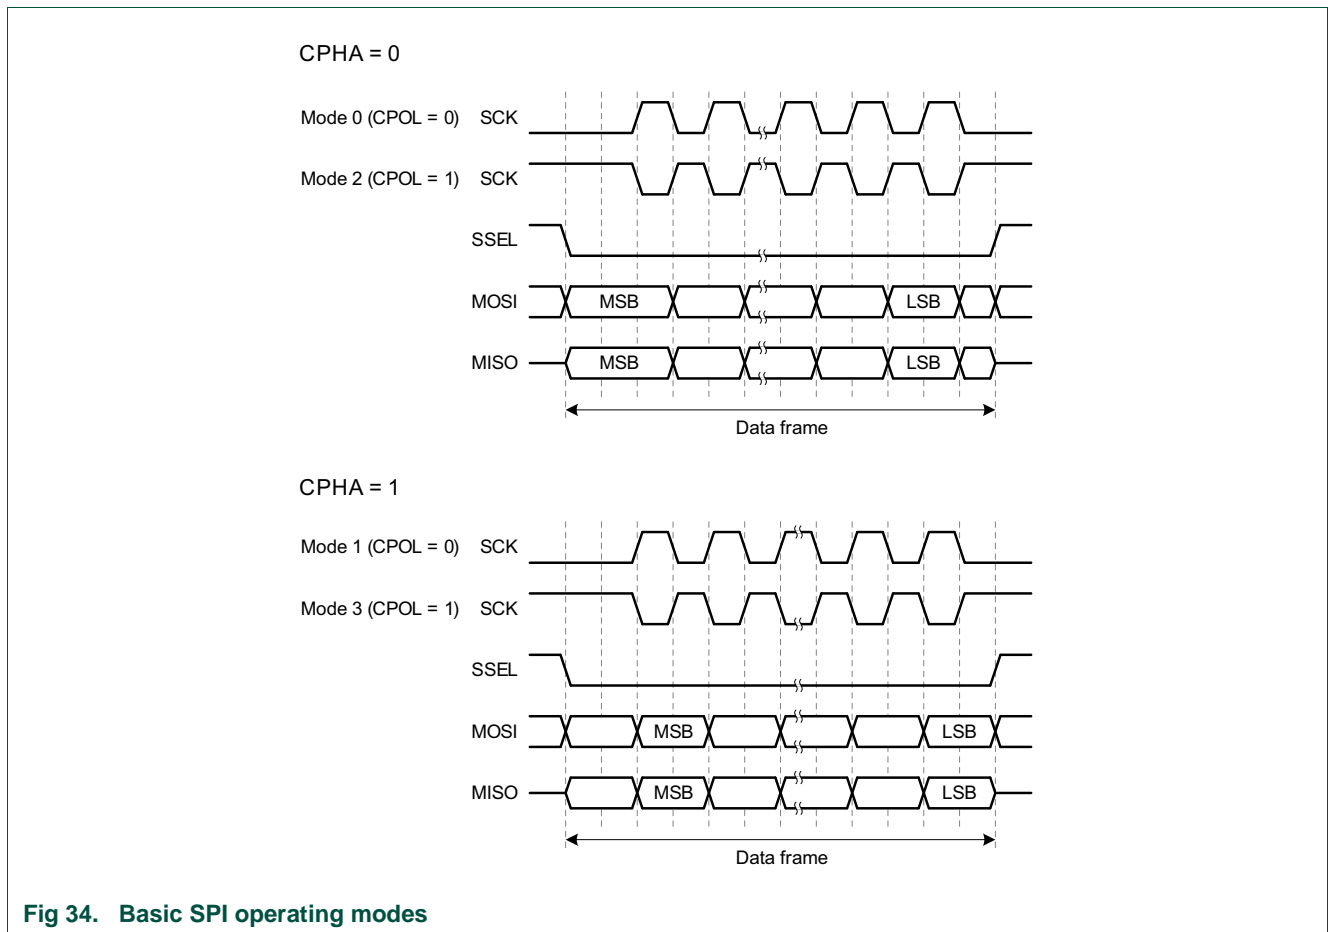 CPHA = 0
Mode 0 (CPOL = 0) SCK
Mode 2 (CPOL = 1) SCK
SSEL
MOSI MSB LSB
MISO MSB LSB
Data frame
CPHA = 1
Mode 1 (CPOL = 0) SCK
Mode 3 (CPOL = 1) SCK
SSEL
MOSI MSB LSB
MISO MSB LSB
Data frame
Fig 34. Basic SPI operating modes